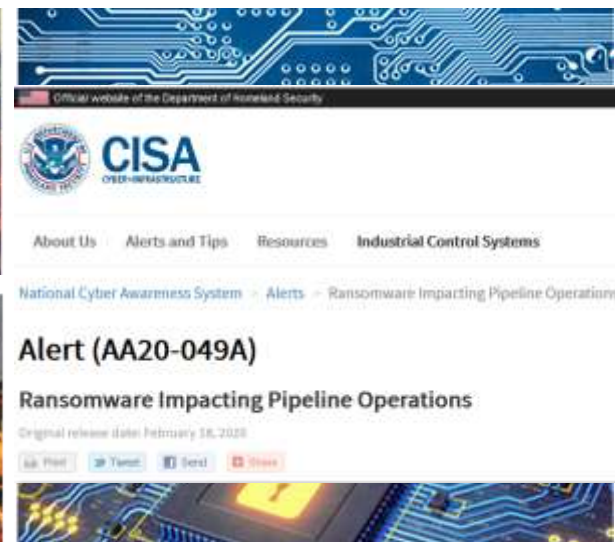 Official website of the Department of Homeland Security
CISA
CYBER+INFRASTRUCTURE
About Us Alerts and Tips Resources Industrial Control Systems
National Cyber Awareness System > Alerts > Ransomware Impacting Pipeline Operations
Alert (AA20-049A)
Ransomware Impacting Pipeline Operations
Original release date: February 18, 2020
Print Tweet Send Share